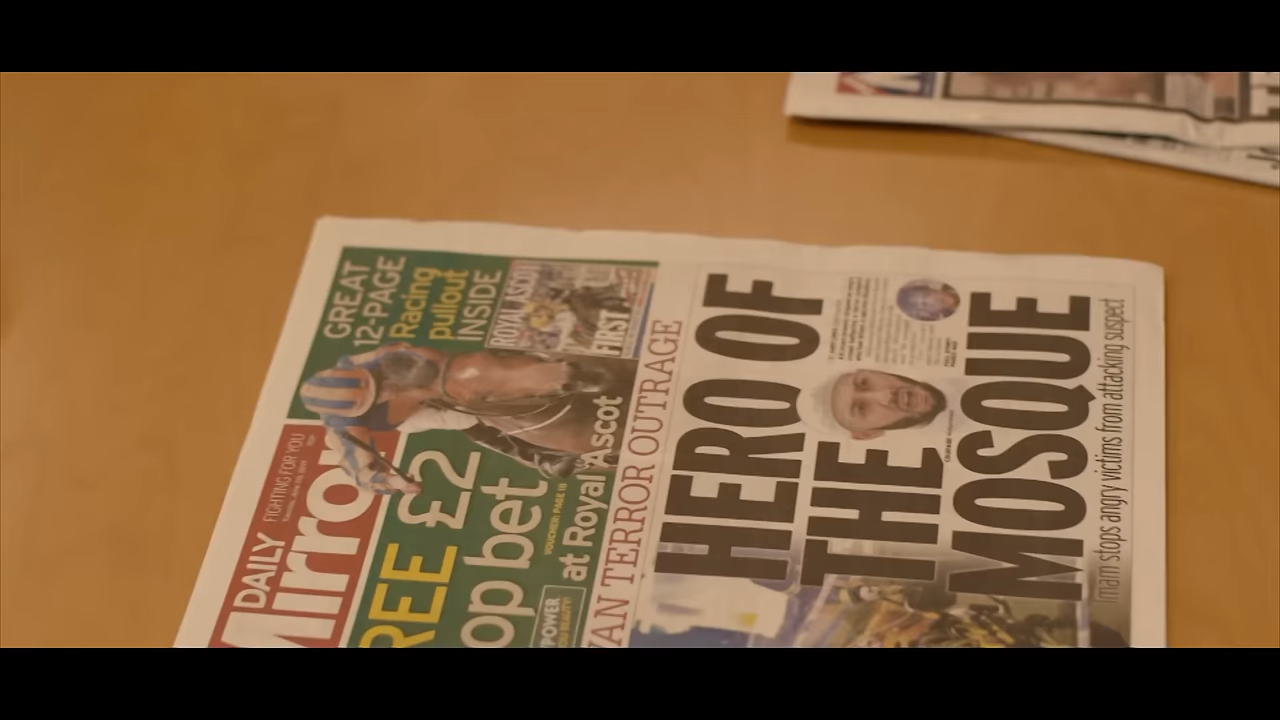 DAILY
FIGHTING FOR YOU
Mirror
GREAT
12-PAGE
Racing
pullout
INSIDE
ROYAL ASCOT
FIRST
REE £2
op bet
VOUCHER: PAGE
at Royal Ascot
POWER
VAN TERROR OUTRAGE
HERO OF
THE
MOSQUE
Imam stops angry victims from attacking suspect